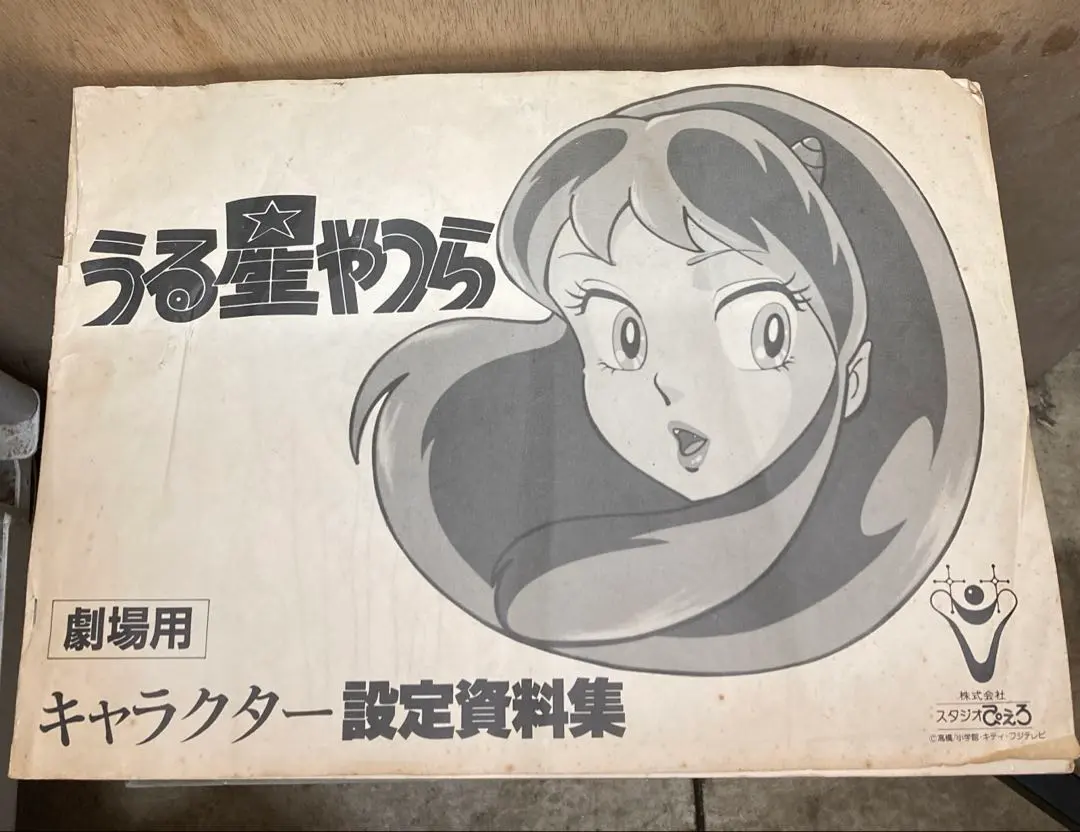 うる星やつら
劇場用
キャラクター設定資料集
株式会社
スタジオぴえろ
©高橋/小学館・キティ・フジテレビ